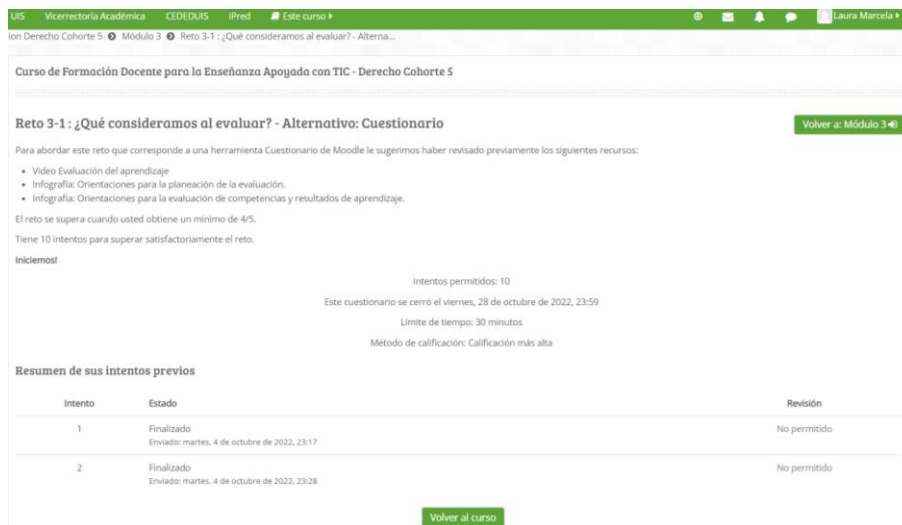 UIS Vicerrectoría Académica CEDEDUIS iPred Este curso Laura Marcela
ion Derecho Cohorte 5 Módulo 3 Reto 3-1 : ¿Qué consideramos al evaluar? - Alterna...
Curso de Formación Docente para la Enseñanza Apoyada con TIC - Derecho Cohorte 5
Reto 3-1 : ¿Qué consideramos al evaluar? - Alternativo: Cuestionario
Volver a: Módulo 3
Para abordar este reto que corresponde a una herramienta Cuestionario de Moodle le sugerimos haber revisado previamente los siguientes recursos:
• Video Evaluación del aprendizaje
• Infografía: Orientaciones para la planeación de la evaluación.
• Infografía: Orientaciones para la evaluación de competencias y resultados de aprendizaje.
El reto se supera cuando usted obtiene un mínimo de 4/5.
Tiene 10 intentos para superar satisfactoriamente el reto.
Iniciemos!
Intentos permitidos: 10
Este cuestionario se cerró el viernes, 28 de octubre de 2022, 23:59
Límite de tiempo: 30 minutos
Método de calificación: Calificación más alta
Resumen de sus intentos previos
Intento Estado Revisión
1 Finalizado No permitido
Enviado: martes, 4 de octubre de 2022, 23:17
2 Finalizado No permitido
Enviado: martes, 4 de octubre de 2022, 23:28
Volver al curso